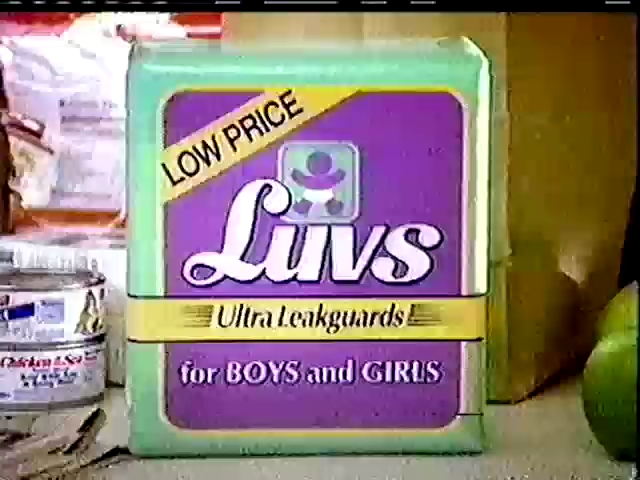 LOW PRICE
Luvs
Ultra Leakguards
for BOYS and GIRLS
Chicken of the Sea